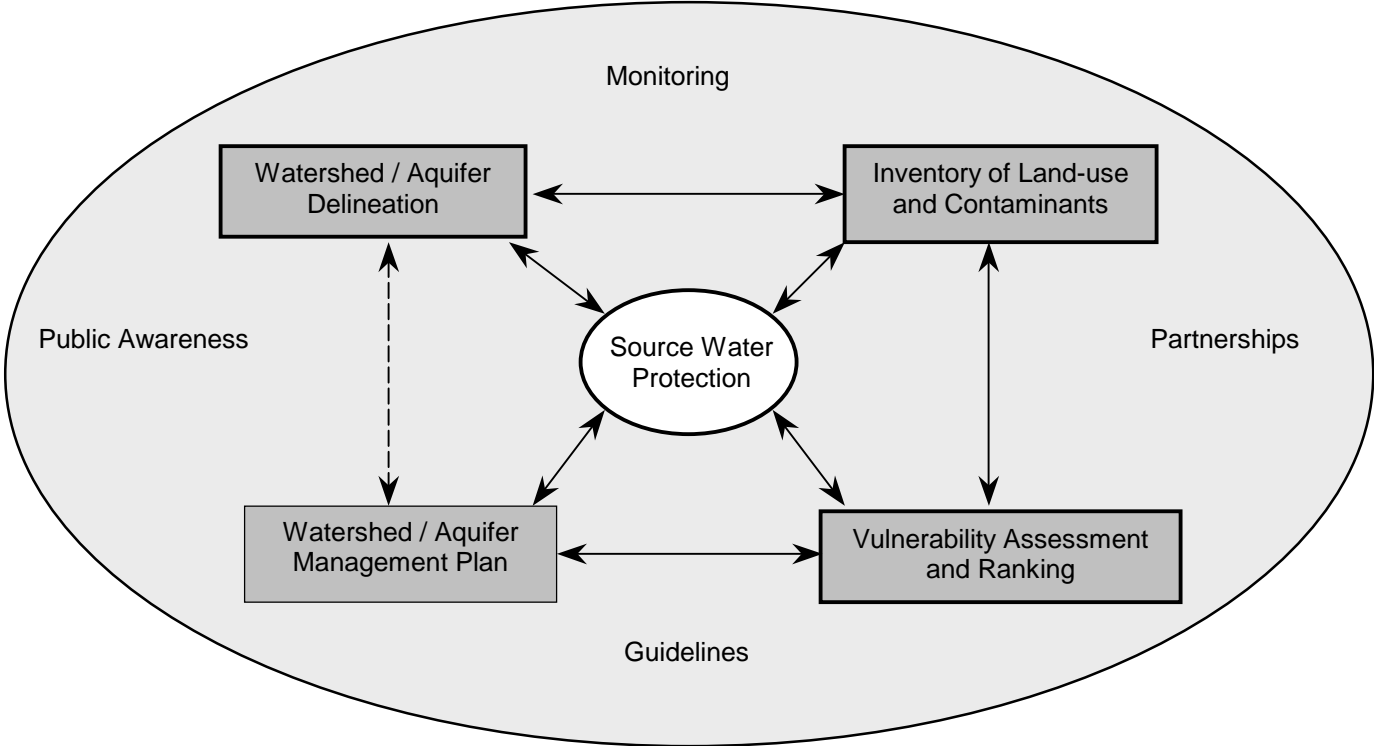 Monitoring
Watershed / Aquifer
Delineation
Inventory of Land-use
and Contaminants
Public Awareness
Source Water
Protection
Partnerships
Watershed / Aquifer
Management Plan
Vulnerability Assessment
and Ranking
Guidelines